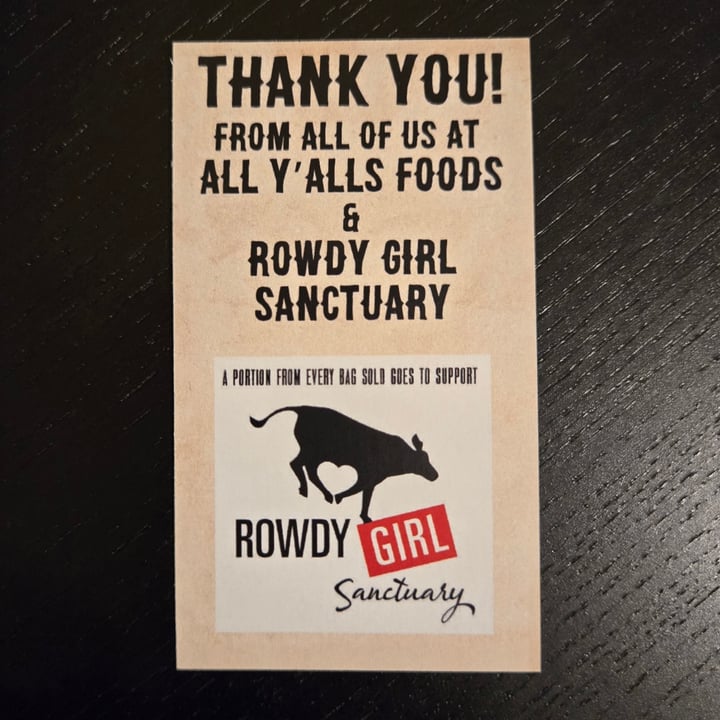 THANK YOU!
FROM ALL OF US AT
ALL Y'ALLS FOODS
&
ROWDY GIRL
SANCTUARY
A PORTION FROM EVERY BAG SOLD GOES TO SUPPORT
ROWDY GIRL
Sanctuary